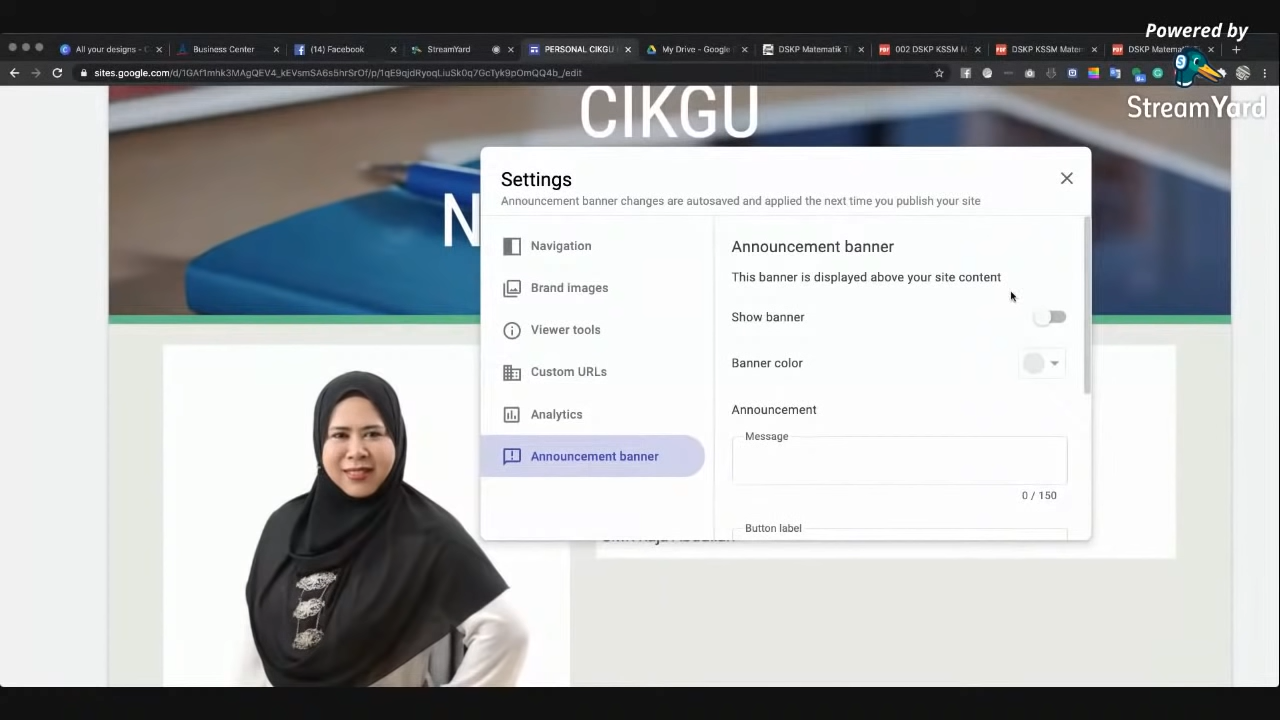 Powered by
StreamYard
All your designs - C
Business Center
(14) Facebook
StreamYard
PERSONAL CIKGU
My Drive - Google
DSKP Matematik
002 DSKP KSSM M
DSKP KSSM Mate
DSKP Matema
sites.google.com/d/1GAf1mhk3MAgQEV4_kEVsmSA6s5hrSrOf/p/1qE9qjdRyoqLiuSk0q7GcTyk9pOmQQ4b_/edit
CIKGU
N
Settings
Announcement banner changes are autosaved and applied the next time you publish your site
Navigation
Brand images
Viewer tools
Custom URLs
Analytics
Announcement banner
Announcement banner
This banner is displayed above your site content
Show banner
Banner color
Announcement
Message
0 / 150
Button label